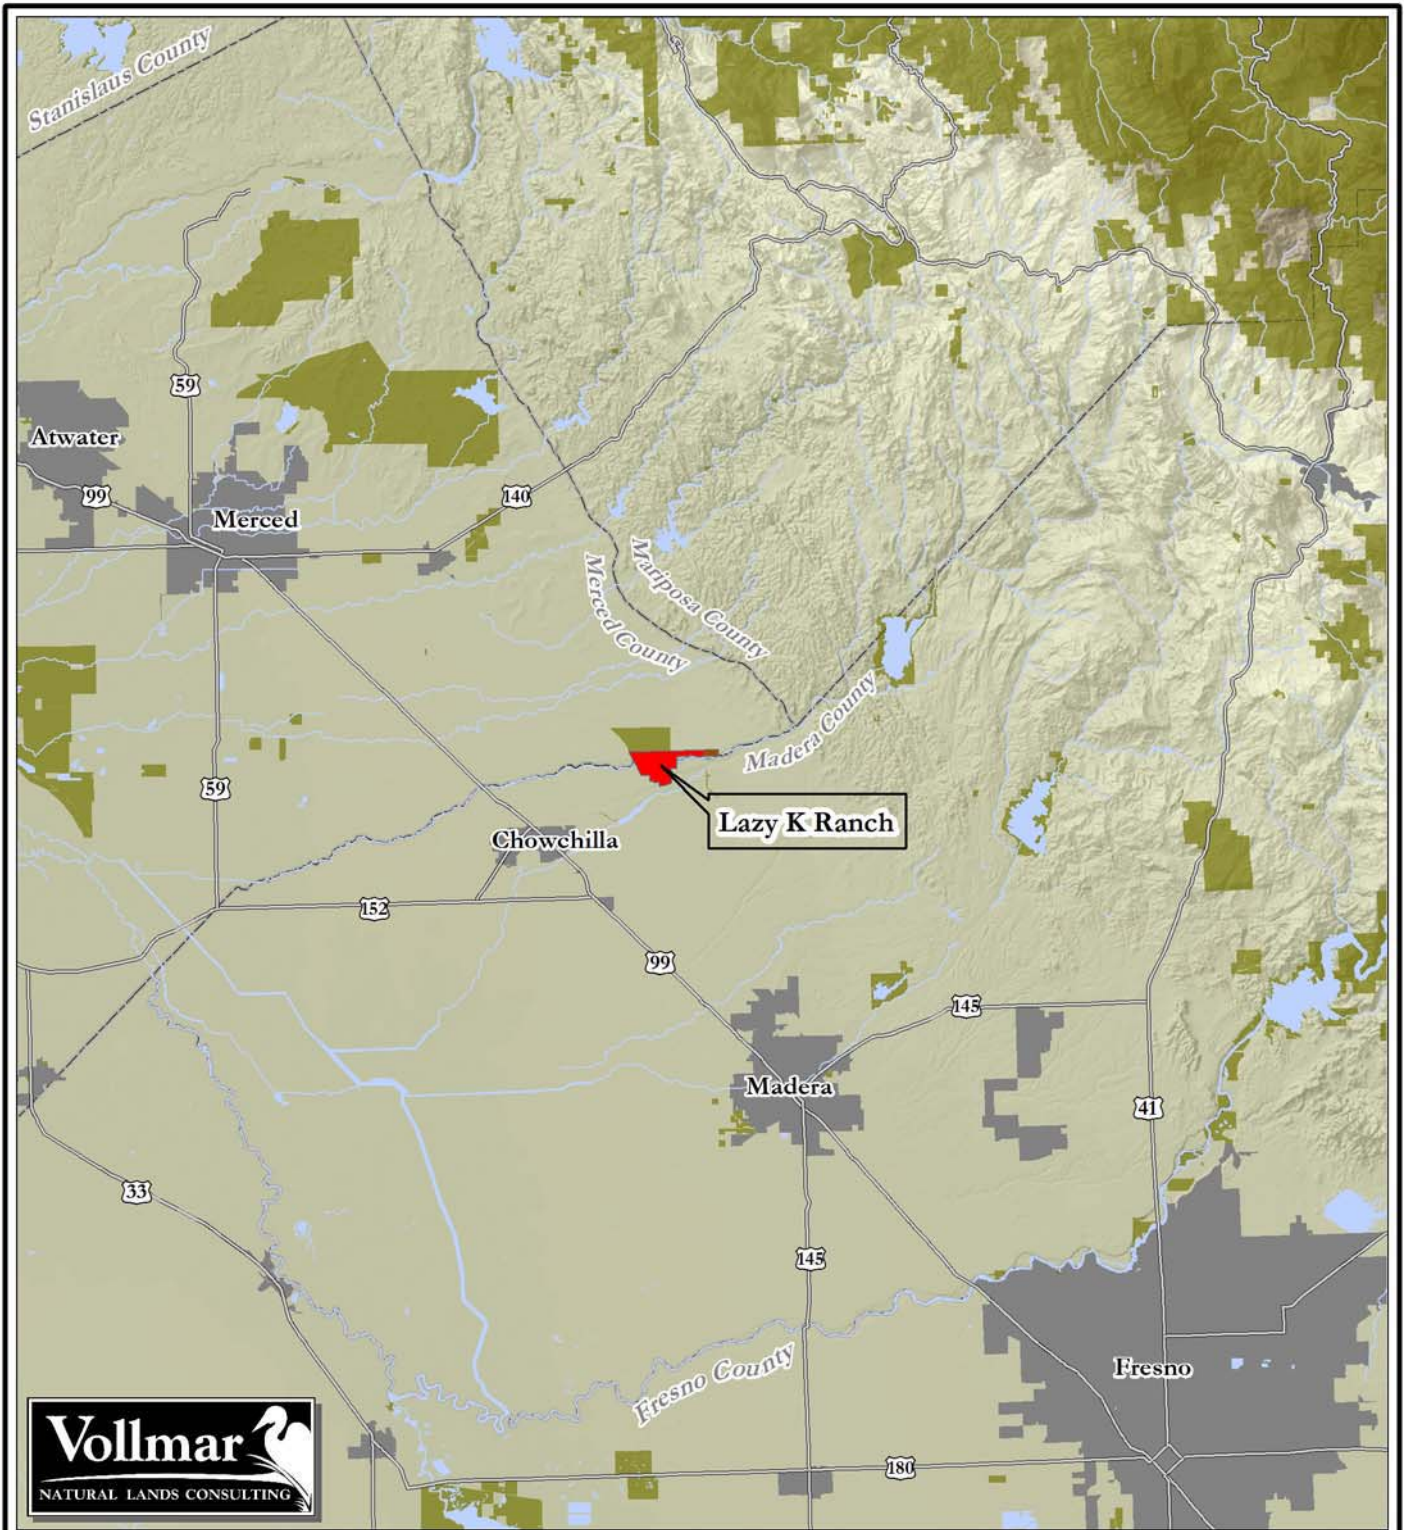 Stanislaus County
59
Atwater
99
Merced
140
Mariposa County
Merced County
Madera County
59
Lazy K Ranch
Chowchilla
152
99
145
Madera
41
33
145
Fresno County
Fresno
180
Vollmar
NATURAL LANDS CONSULTING